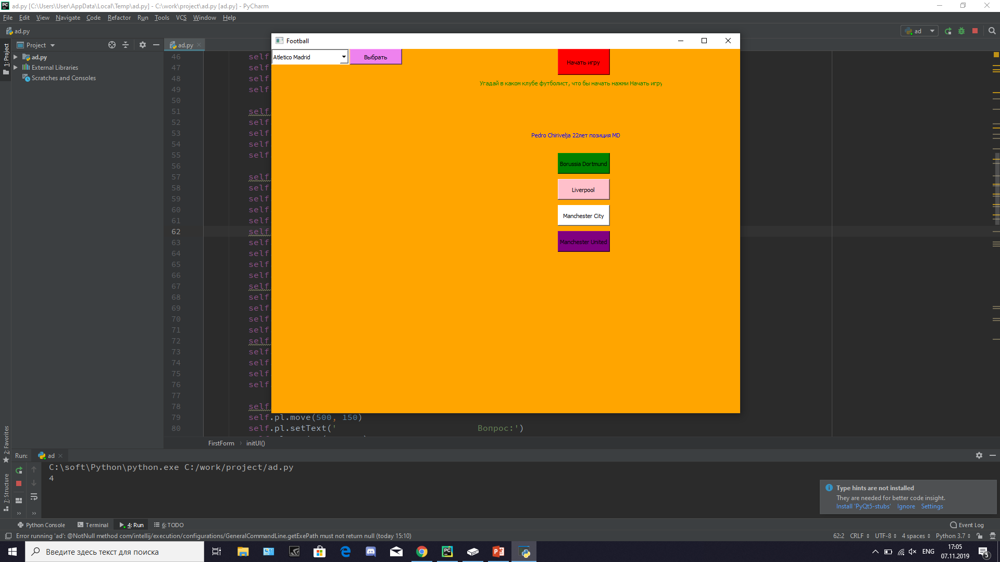 ad.py [C:\Users\User\AppData\Local\Temp\ad.py] - C:\work\project\ad.py [ad.py] - PyCharm
File Edit View Navigate Code Refactor Run Tools VCS Window Help
ad.py
ad
Project
ad.py
1: Project
ad.py
External Libraries
Scratches and Consoles
Football
Atletico Madrid
Выбрать
Начать игру
Угадай в каком клубе футболист, что бы начать нажми Начать игру
Pedro Chirivelja 22лет позиция MD
Borussia Dortmund
Liverpool
Manchester City
Manchester United
46 self
47 self
48 self
49 self.
50
51 self.
52 self.
53 self.
54 self.
55 self.
56
57 self.
58 self.
59 self.
60 self.
61 self.
62 self.
63 self.
64 self.
65 self.
66 self.
67 self.
68 self.
69 self.
70 self.
71 self.
72 self.
73 self.
74 self.
75 self.
76 self.
77
78 self.
79 self.pl.move(500, 150)
80 self.pl.setText(' Вопрос:')
FirstForm › initUI()
2: Favorites
7: Structure
Run: ad
C:\soft\Python\python.exe C:/work/project/ad.py
4
Type hints are not installed
They are needed for better code insight.
Install 'PyQt5-stubs' Ignore Settings
Python Console Terminal 4: Run 6: TODO
Event Log
Error running 'ad': @NotNull method com/intellij/execution/configurations/GeneralCommandLine.getExePath must not return null (today 15:10)
62:2 CRLF UTF-8 4 spaces Python 3.7
Введите здесь текст для поиска
ENG
17:05
07.11.2019
5